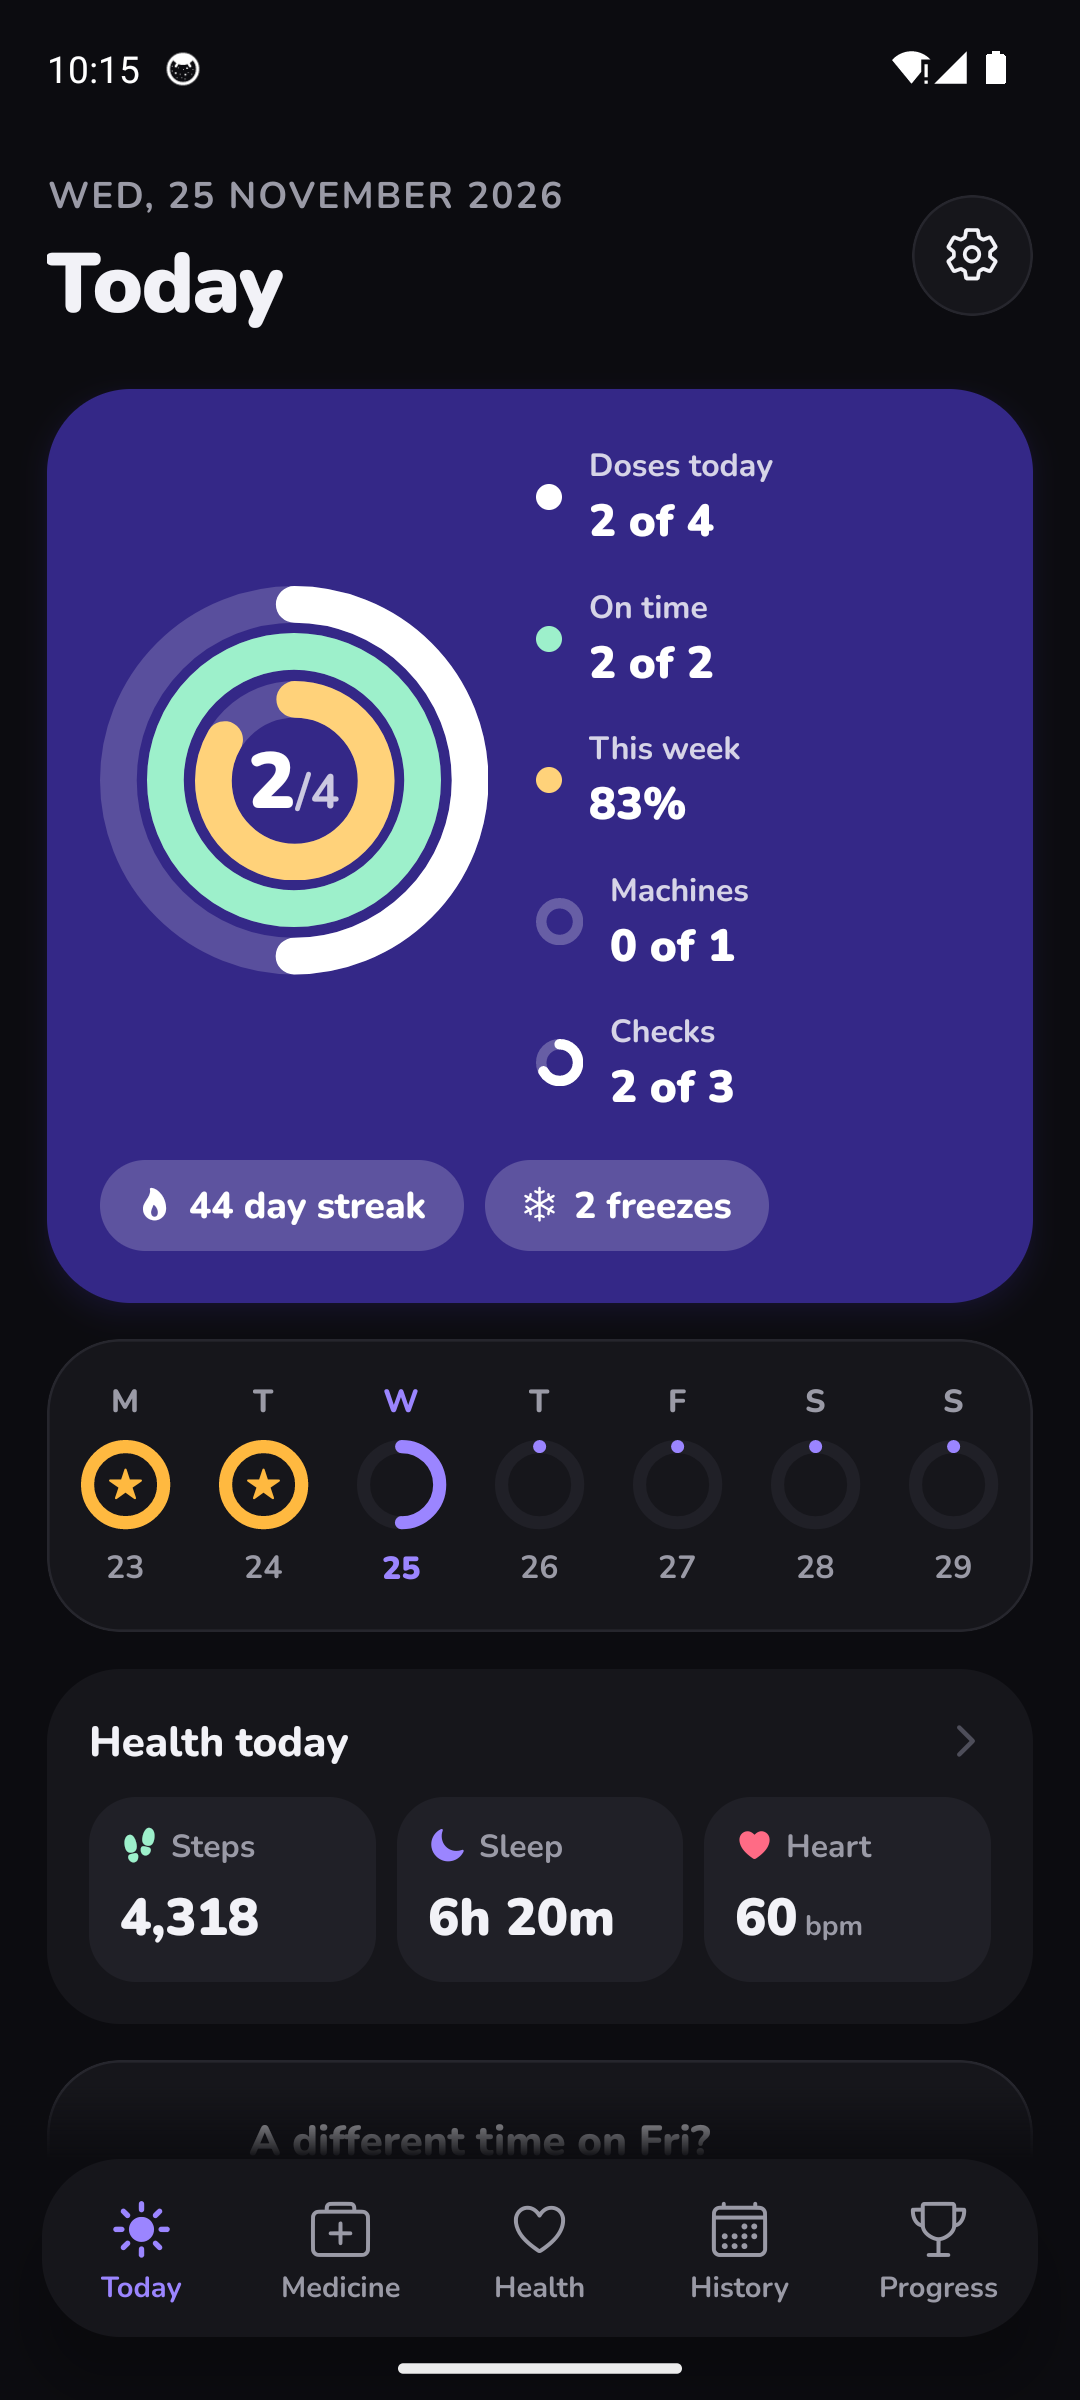 10:15
WED, 25 NOVEMBER 2026
Today
Doses today
2 of 4
On time
2 of 2
This week
83%
Machines
0 of 1
Checks
2 of 3
2/4
44 day streak
2 freezes
M T W T F S S
23 24 25 26 27 28 29
Health today
Steps
4,318
Sleep
6h 20m
Heart
60 bpm
A different time on Fri?
Today Medicine Health History Progress